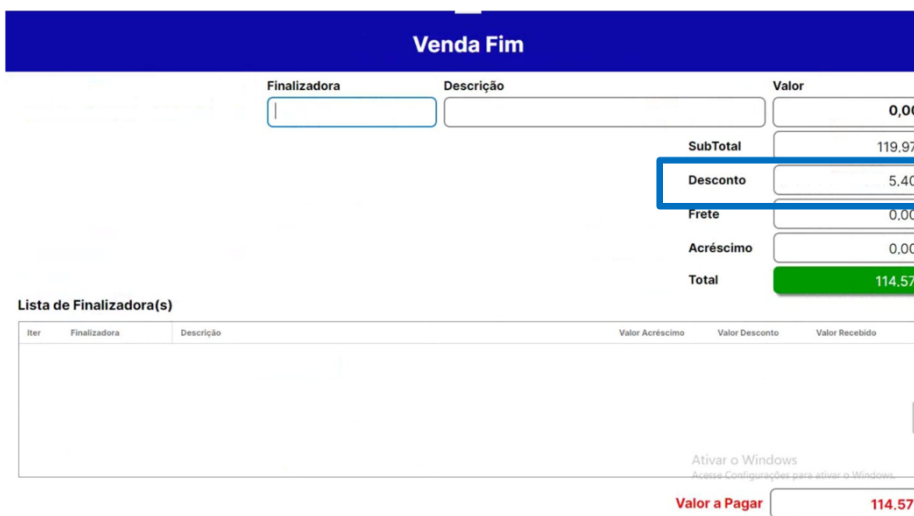 Venda Fim
Finalizadora Descrição Valor
0,00
SubTotal 119,97
Desconto 5,40
Frete 0,00
Acréscimo 0,00
Total 114,57
Lista de Finalizadora(s)
Iter Finalizadora Descrição Valor Acréscimo Valor Desconto Valor Recebido
Ativar o Windows
Acesse Configurações para ativar o Windows.
Valor a Pagar 114,57